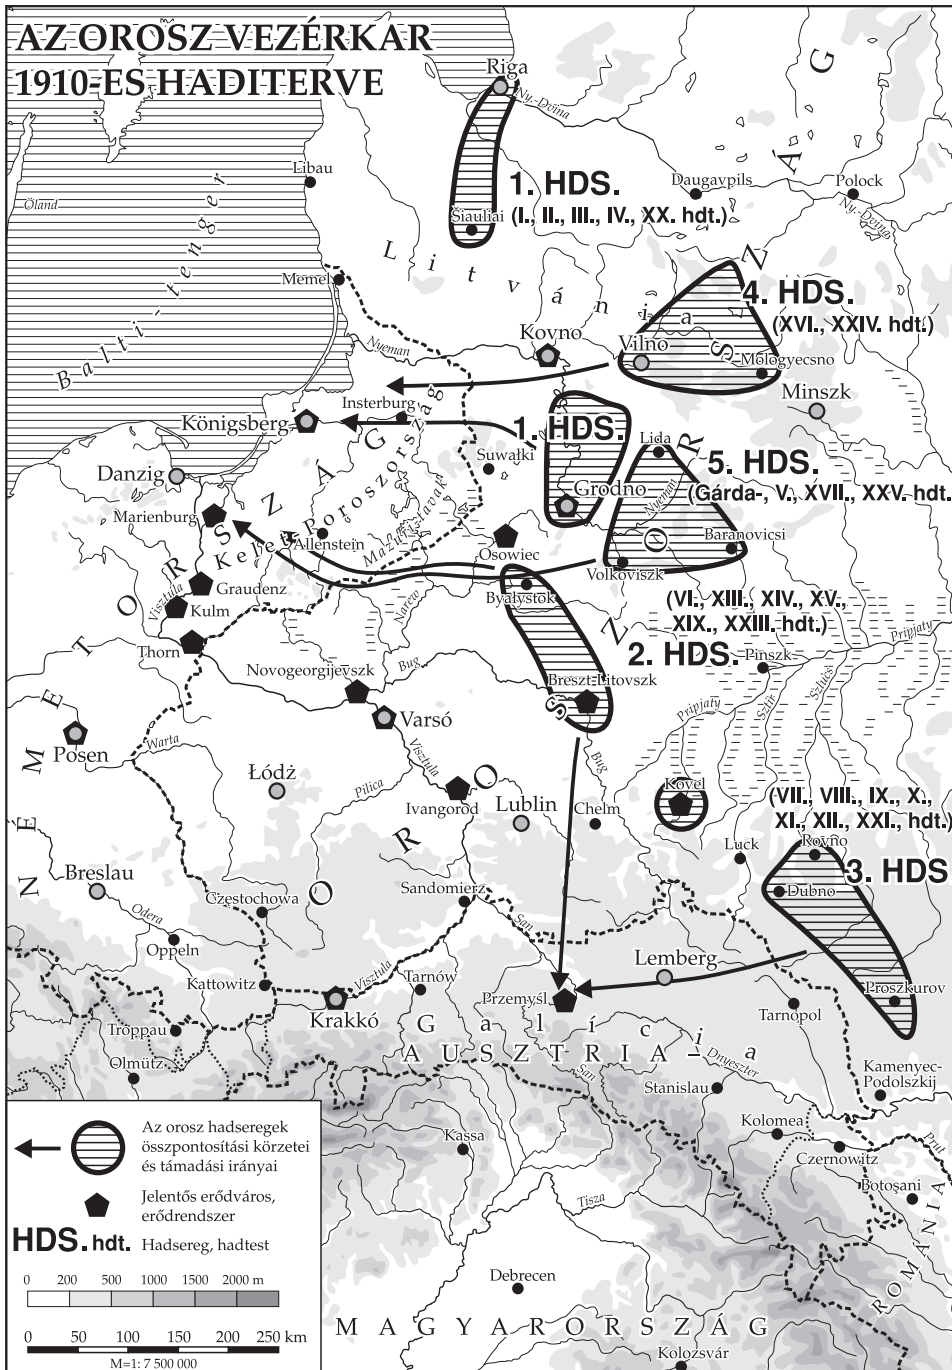 AZ OROSZ VEZÉRKAR
1910-ES HADITERVE
Riga
Ny.-Dvina
Libau
Öland
Balti-tenger
Šiauliai
1. HDS.
(I., II., III., IV., XX. hdt.)
Daugavpils
Polock
Ny.-Dvina
Litvánia
Memel
Nyeman
Kovno
Vilno
Mologyecsno
4. HDS.
(XVI., XXIV. hdt.)
Minszk
Königsberg
Insterburg
Danzig
Marienburg
Suwałki
1. HDS.
Grodno
Lida
Nyeman
5. HDS.
(Gárda-, V., XVII., XXV. hdt.)
Baranovicsi
Volkoviszk
Kelet-Poroszország
Mazuri-tavak
Allenstein
Osowiec
Graudenz
Kulm
Visztula
Thorn
Narew
Byałystok
(VI., XIII., XIV., XV.,
XIX., XXIII. hdt.)
2. HDS.
Pripjaty
Pinszk
Novogeorgijevszk
Bug
Breszt-Litovszk
Pripjaty
Sztir
Varsó
Posen
Warta
Visztula
Bug
NÉMETORSZÁG
OROSZORSZÁG
Łódż
Pilica
Ivangorod
Lublin
Chelm
Kovel
(VII., VIII., IX., X.,
XI., XII., XXI., hdt.)
Luck
Rovno
3. HDS
Dubno
Breslau
Odera
Częstochowa
Sandomierz
Oppeln
San
Lemberg
Proszkurov
Kattowitz
Visztula
Tarnów
Przemyśl
Krakkó
Tarnopol
Troppau
Galícia
AUSZTRIA–
Dnyeszter
Olmütz
San
Stanislau
Kamenyec-
Podolszkij
Kolomea
Kassa
Czernowitz
Prut
Botoşani
Tisza
ROMÁNIA
Debrecen
MAGYARORSZÁG
Kolozsvár
Az orosz hadseregek
összpontosítási körzetei
és támadási irányai
Jelentős erődváros,
erődrendszer
HDS. hdt. Hadsereg, hadtest
0 200 500 1000 1500 2000 m
0 50 100 150 200 250 km
M=1: 7 500 000